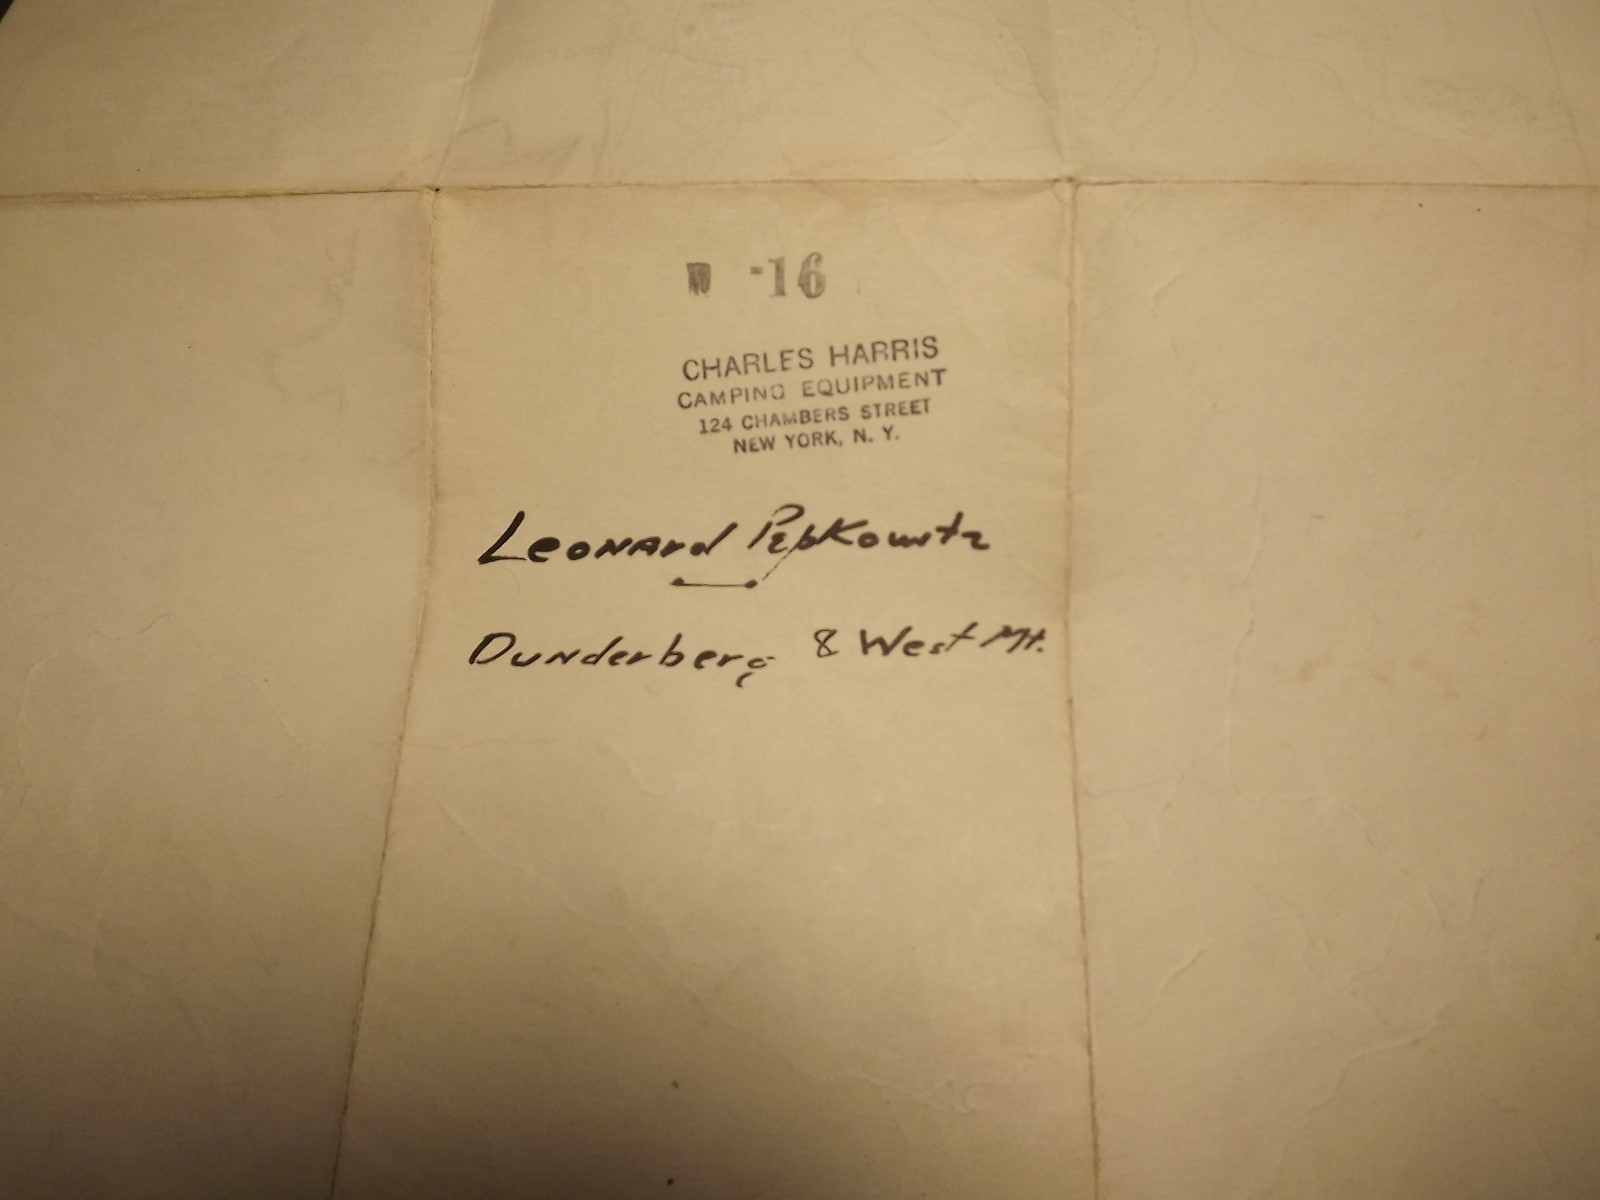 -16
CHARLES HARRIS
CAMPING EQUIPMENT
124 CHAMBERS STREET
NEW YORK, N. Y.
Leonard Pepkowitz
Dunderberg & West Mt.